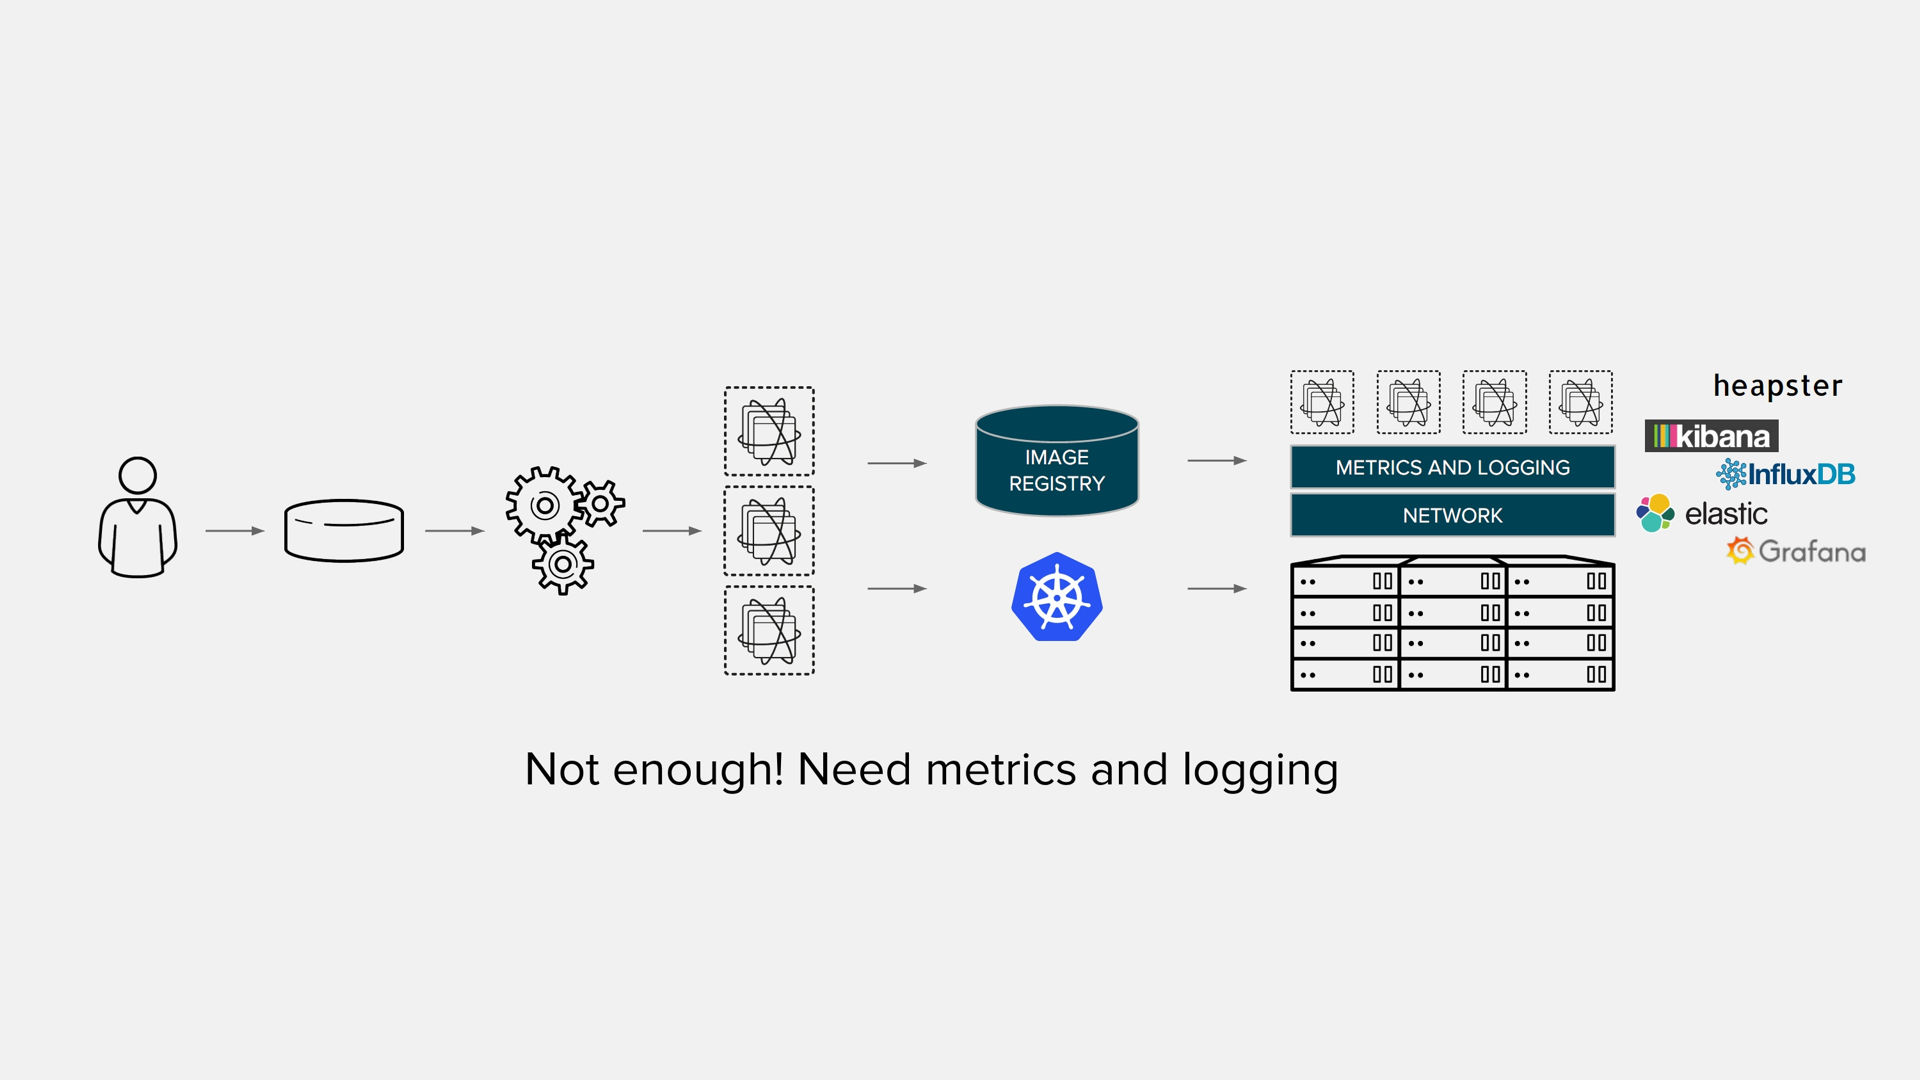 IMAGE
REGISTRY
METRICS AND LOGGING
NETWORK
heapster
kibana
InfluxDB
elastic
Grafana
Not enough! Need metrics and logging